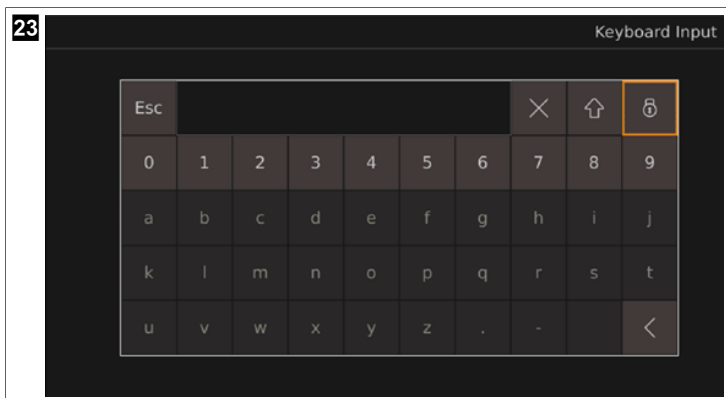 23
Keyboard Input
Esc
0 1 2 3 4 5 6 7 8 9
a b c d e f g h i j
k l m n o p q r s t
u v w x y z . -